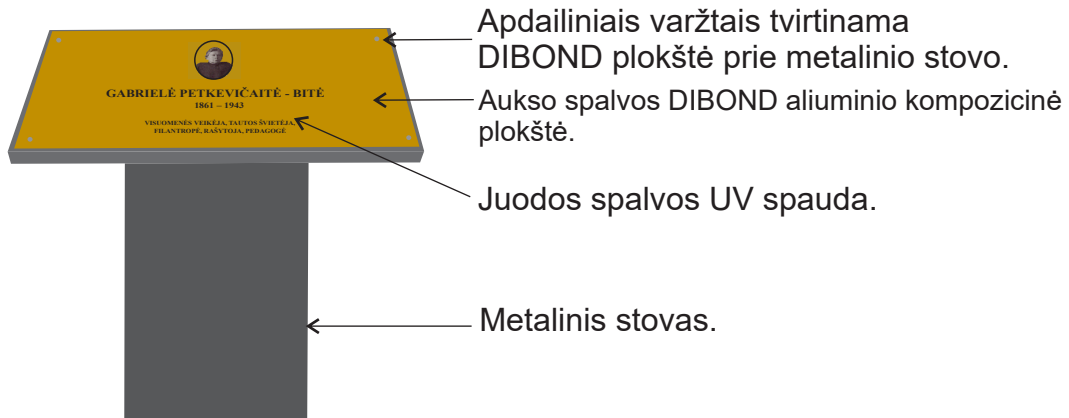 Apdailiniais varžtais tvirtinama
DIBOND plokštė prie metalinio stovo.
GABRIELĖ PETKEVIČAITĖ - BITĖ
1861 – 1943
VISUOMENĖS VEIKĖJA, TAUTOS ŠVIETĖJA,
FILANTROPĖ, RAŠYTOJA, PEDAGOGĖ
Aukso spalvos DIBOND aliuminio kompozicinė
plokštė.
Juodos spalvos UV spauda.
Metalinis stovas.